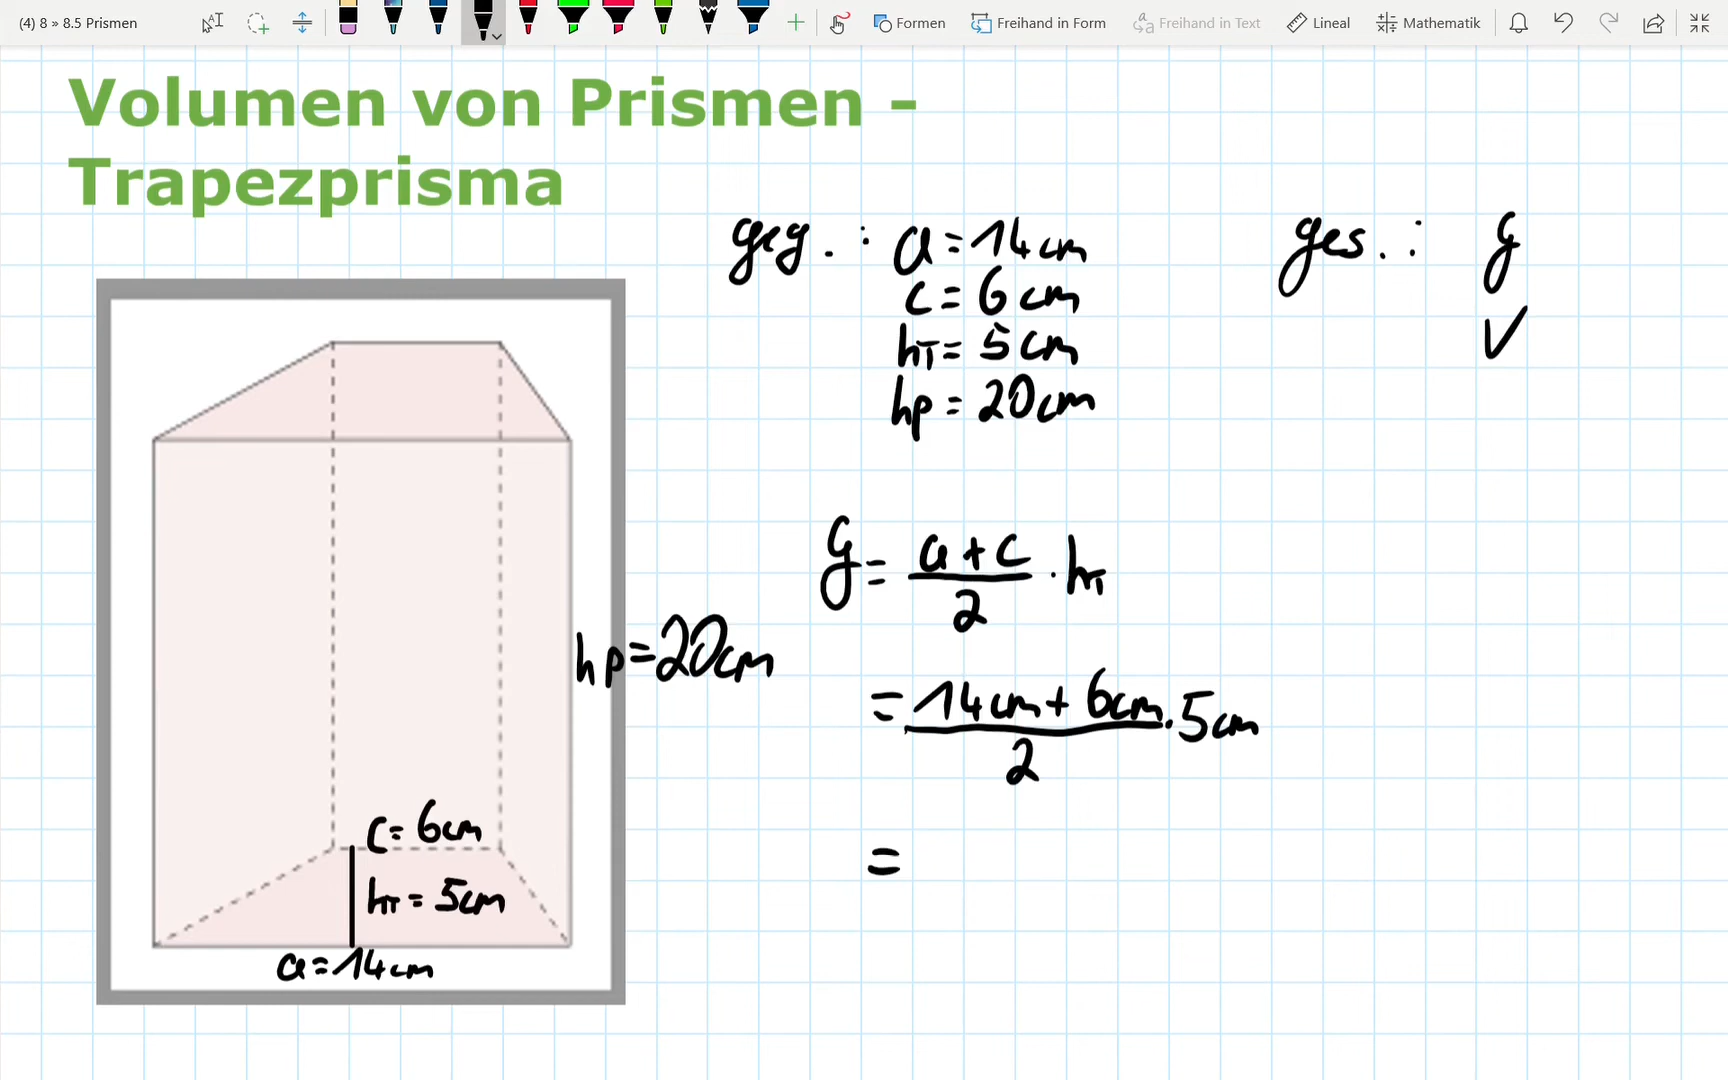 (4) 8 » 8.5 Prismen
Formen
Freihand in Form
Freihand in Text
Lineal
Mathematik
Volumen von Prismen -
Trapezprisma
geg. : a = 14 cm
c = 6 cm
hT = 5 cm
hp = 20 cm
ges. : G
V
G = a + c / 2 · hT
= 14 cm + 6 cm / 2 · 5 cm
=
hp = 20 cm
c = 6 cm
hT = 5 cm
a = 14 cm